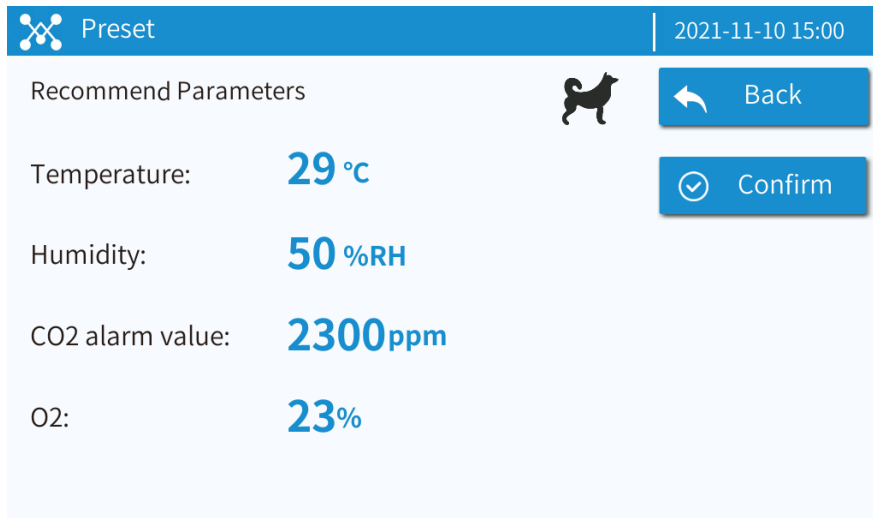 Preset 2021-11-10 15:00
Recommend Parameters
Back
Temperature: 29 °C
Confirm
Humidity: 50 %RH
CO2 alarm value: 2300ppm
O2: 23%